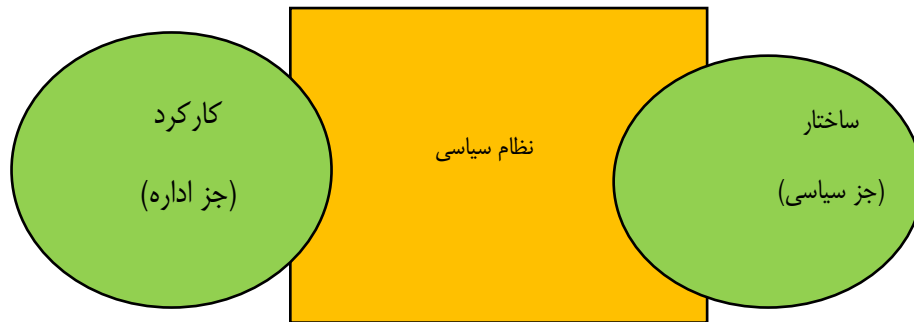 ساختار
(جز سیاسی)
نظام سیاسی
کارکرد
(جز اداره)